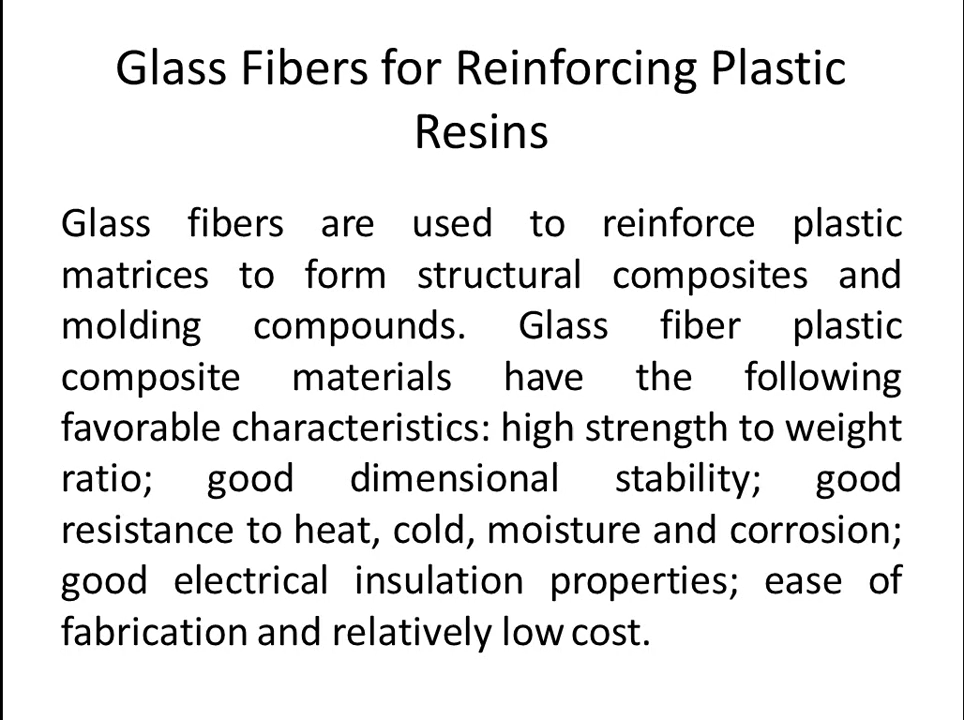 Glass Fibers for Reinforcing Plastic
Resins
Glass fibers are used to reinforce plastic
matrices to form structural composites and
molding compounds. Glass fiber plastic
composite materials have the following
favorable characteristics: high strength to weight
ratio; good dimensional stability; good
resistance to heat, cold, moisture and corrosion;
good electrical insulation properties; ease of
fabrication and relatively low cost.